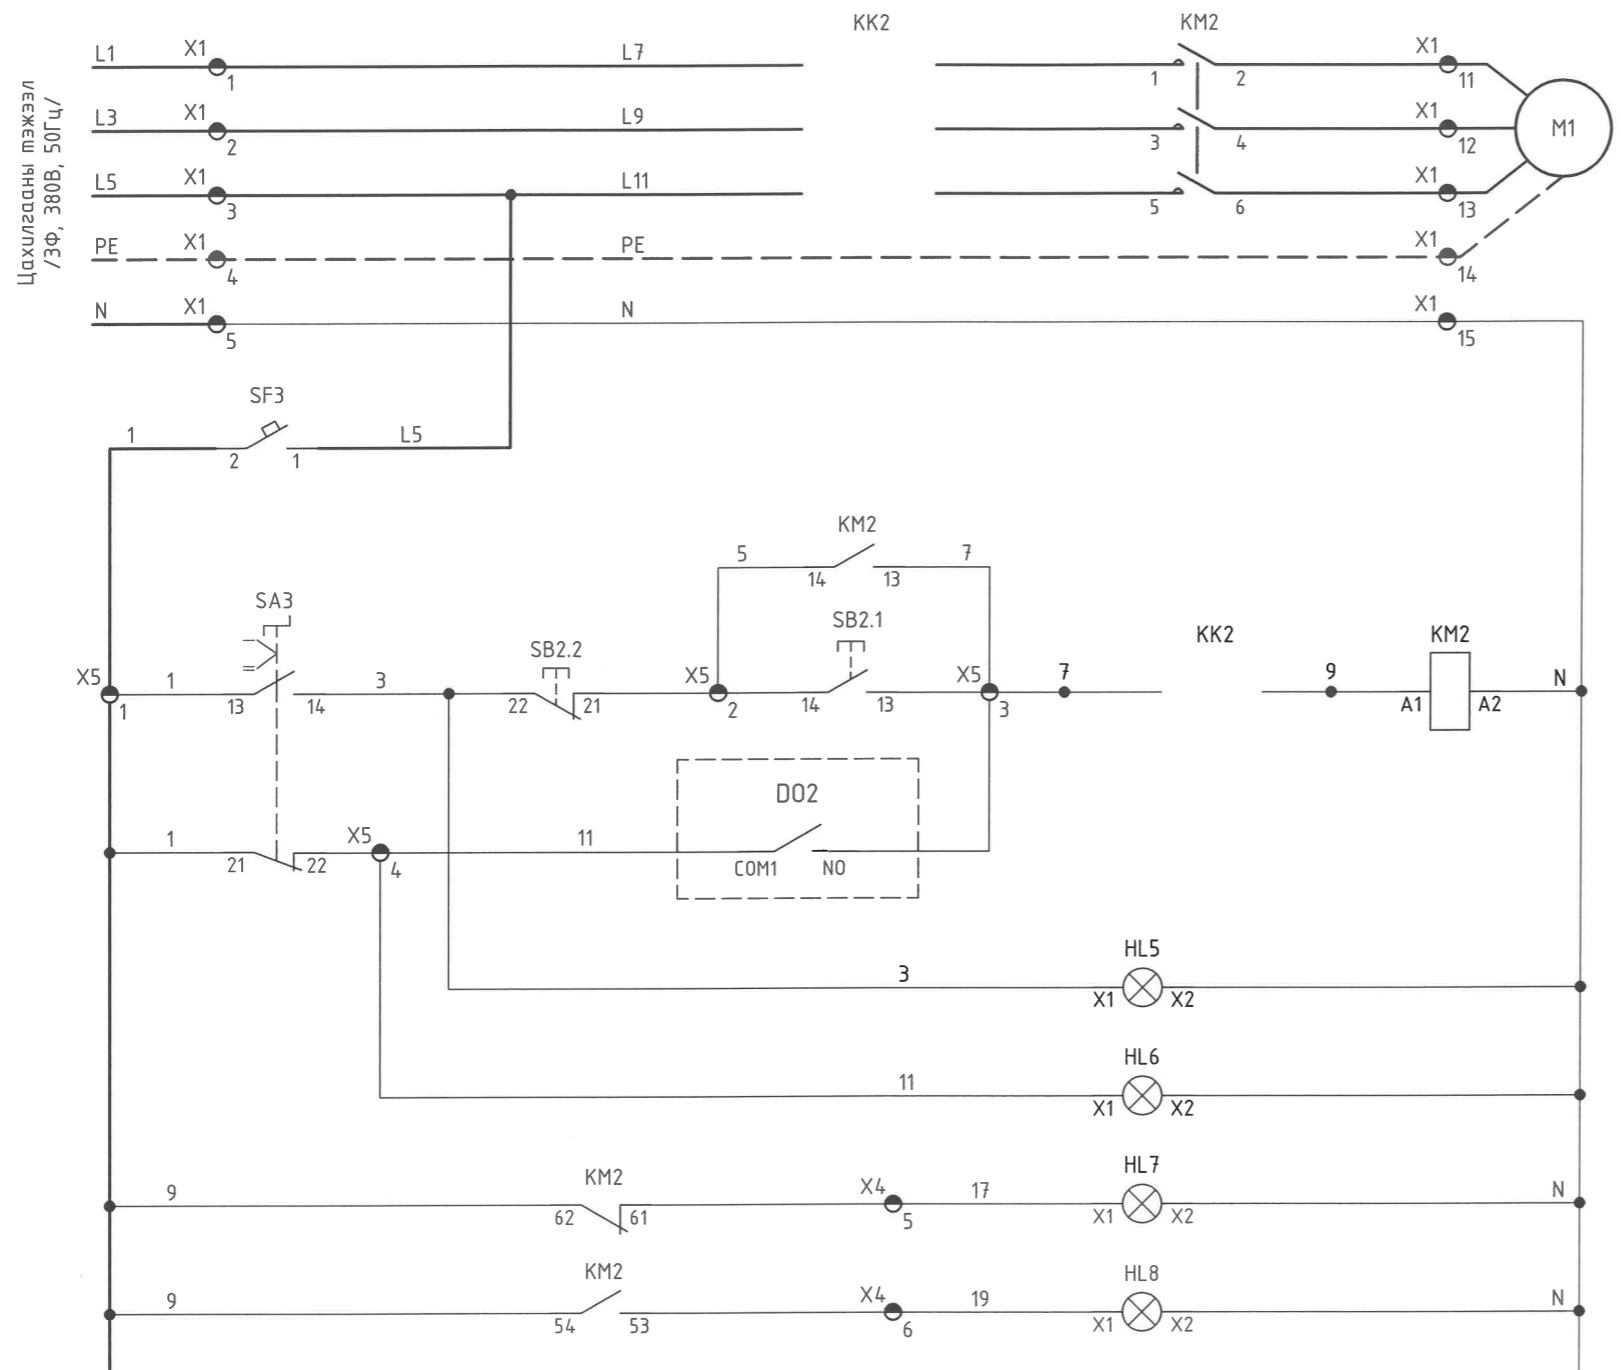 Цахилгааны тэжээл
/3Ф, 380В, 50Гц/
KK2 KM2
L1 X1 L7 X1
1 1 2 11
L3 X1 L9 X1 M1
2 3 4 12
L5 X1 L11 X1
3 5 6 13
PE X1 PE X1
4 14
N X1 N X1
5 15
SF3
1 L5
2 1
KM2
5 7
14 13
SA3 SB2.1
I
II
SB2.2 KK2 KM2
X5 1 3 X5 X5 7 9 N
1 13 14 22 21 2 14 13 3 A1 A2
DO2
1 X5 11
21 22 4 COM1 NO
HL5
3
X1 X2
HL6
11
X1 X2
KM2 HL7
9 X4 17 N
62 61 5 X1 X2
KM2 HL8
9 X4 19 N
54 53 6 X1 X2